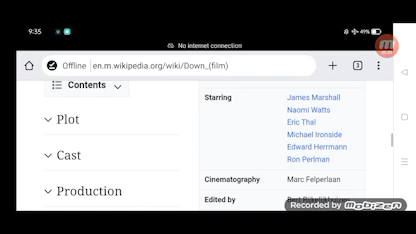 9:35
49%
No internet connection
Offline en.m.wikipedia.org/wiki/Down_(film)
3
Contents
Plot
Cast
Production
Starring
James Marshall
Naomi Watts
Eric Thal
Michael Ironside
Edward Herrmann
Ron Perlman
Cinematography Marc Felperlaan
Edited by
Recorded by mobizen